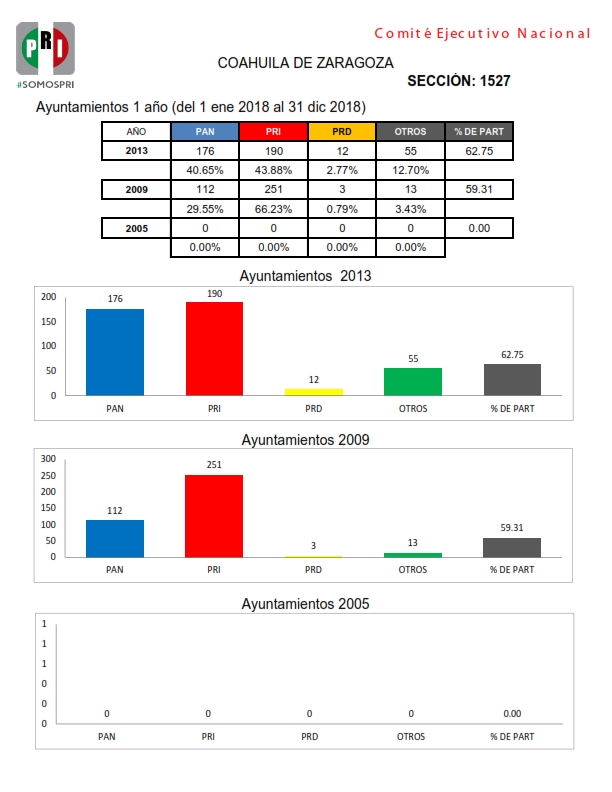 Comité Ejecutivo Nacional
PRI
#SOMOSPRI
COAHUILA DE ZARAGOZA
SECCIÓN: 1527
Ayuntamientos 1 año (del 1 ene 2018 al 31 dic 2018)
AÑO PAN PRI PRD OTROS % DE PART
2013 176 190 12 55 62.75
40.65% 43.88% 2.77% 12.70%
2009 112 251 3 13 59.31
29.55% 66.23% 0.79% 3.43%
2005 0 0 0 0 0.00
0.00% 0.00% 0.00% 0.00%
Ayuntamientos 2013
200
150
100
50
0
176 190 12 55 62.75
PAN PRI PRD OTROS % DE PART
Ayuntamientos 2009
300
250
200
150
100
50
0
112 251 3 13 59.31
PAN PRI PRD OTROS % DE PART
Ayuntamientos 2005
1
1
1
0
0
0
0 0 0 0 0.00
PAN PRI PRD OTROS % DE PART